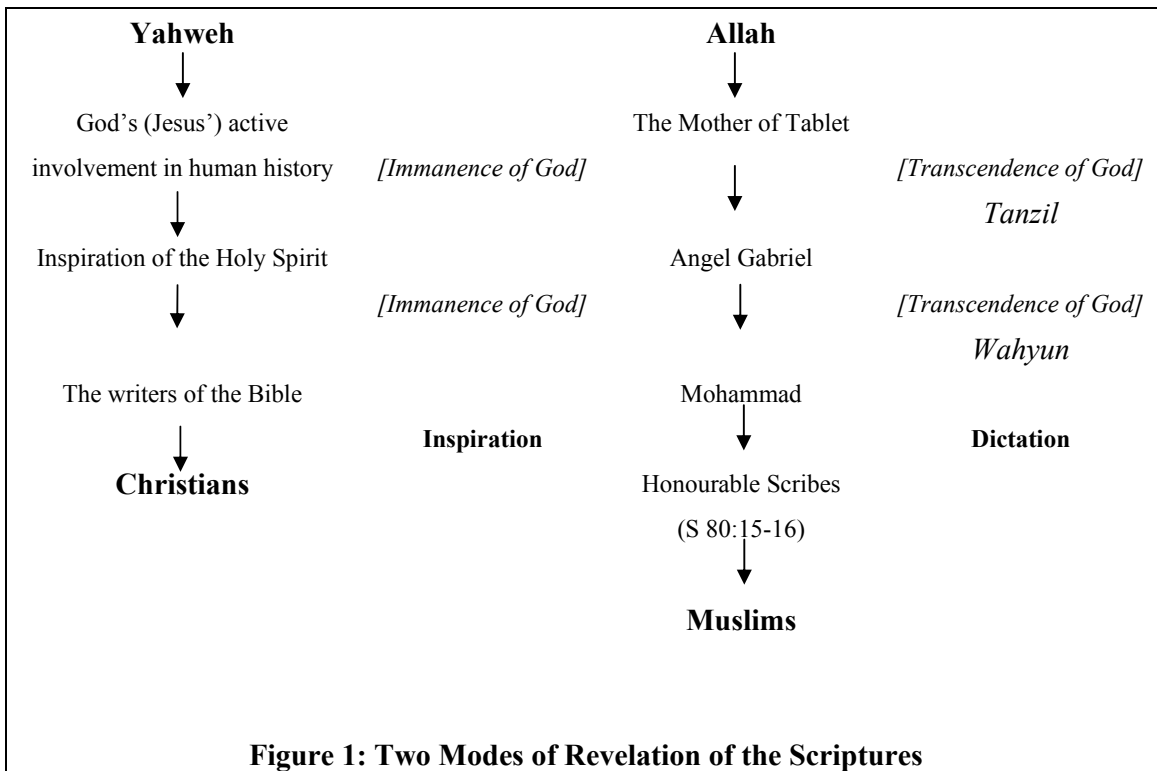 Yahweh
God's (Jesus') active
involvement in human history
[Immanence of God]
Inspiration of the Holy Spirit
[Immanence of God]
The writers of the Bible
Inspiration
Christians
Allah
The Mother of Tablet
[Transcendence of God]
Tanzil
Angel Gabriel
[Transcendence of God]
Wahyun
Mohammad
Dictation
Honourable Scribes
(S 80:15-16)
Muslims
Figure 1: Two Modes of Revelation of the Scriptures